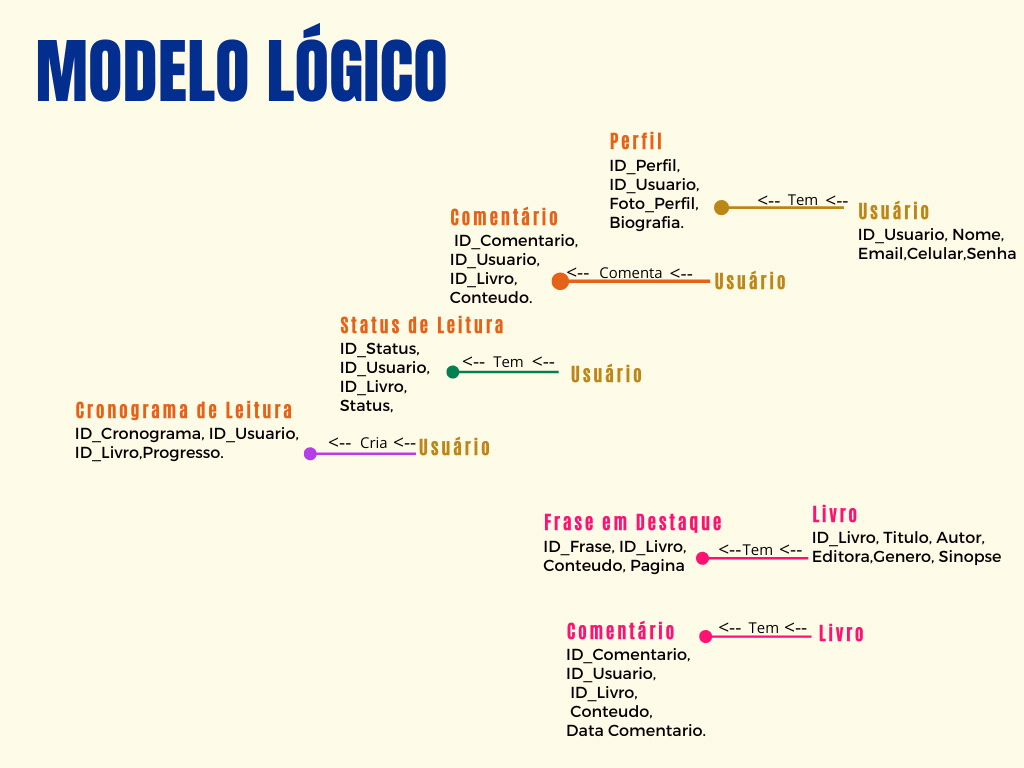 MODELO LÓGICO
Perfil
ID_Perfil,
ID_Usuario,
Foto_Perfil,
Biografia.
<-- Tem <--
Usuário
ID_Usuario, Nome,
Email,Celular,Senha
Comentário
ID_Comentario,
ID_Usuario,
ID_Livro,
Conteudo.
<-- Comenta <--
Usuário
Status de Leitura
ID_Status,
ID_Usuario,
ID_Livro,
Status,
<-- Tem <--
Usuário
Cronograma de Leitura
ID_Cronograma, ID_Usuario,
ID_Livro,Progresso.
<-- Cria <--
Usuário
Frase em Destaque
ID_Frase, ID_Livro,
Conteudo, Pagina
<--Tem <--
Livro
ID_Livro, Titulo, Autor,
Editora,Genero, Sinopse
Comentário
ID_Comentario,
ID_Usuario,
ID_Livro,
Conteudo,
Data Comentario.
<-- Tem <--
Livro